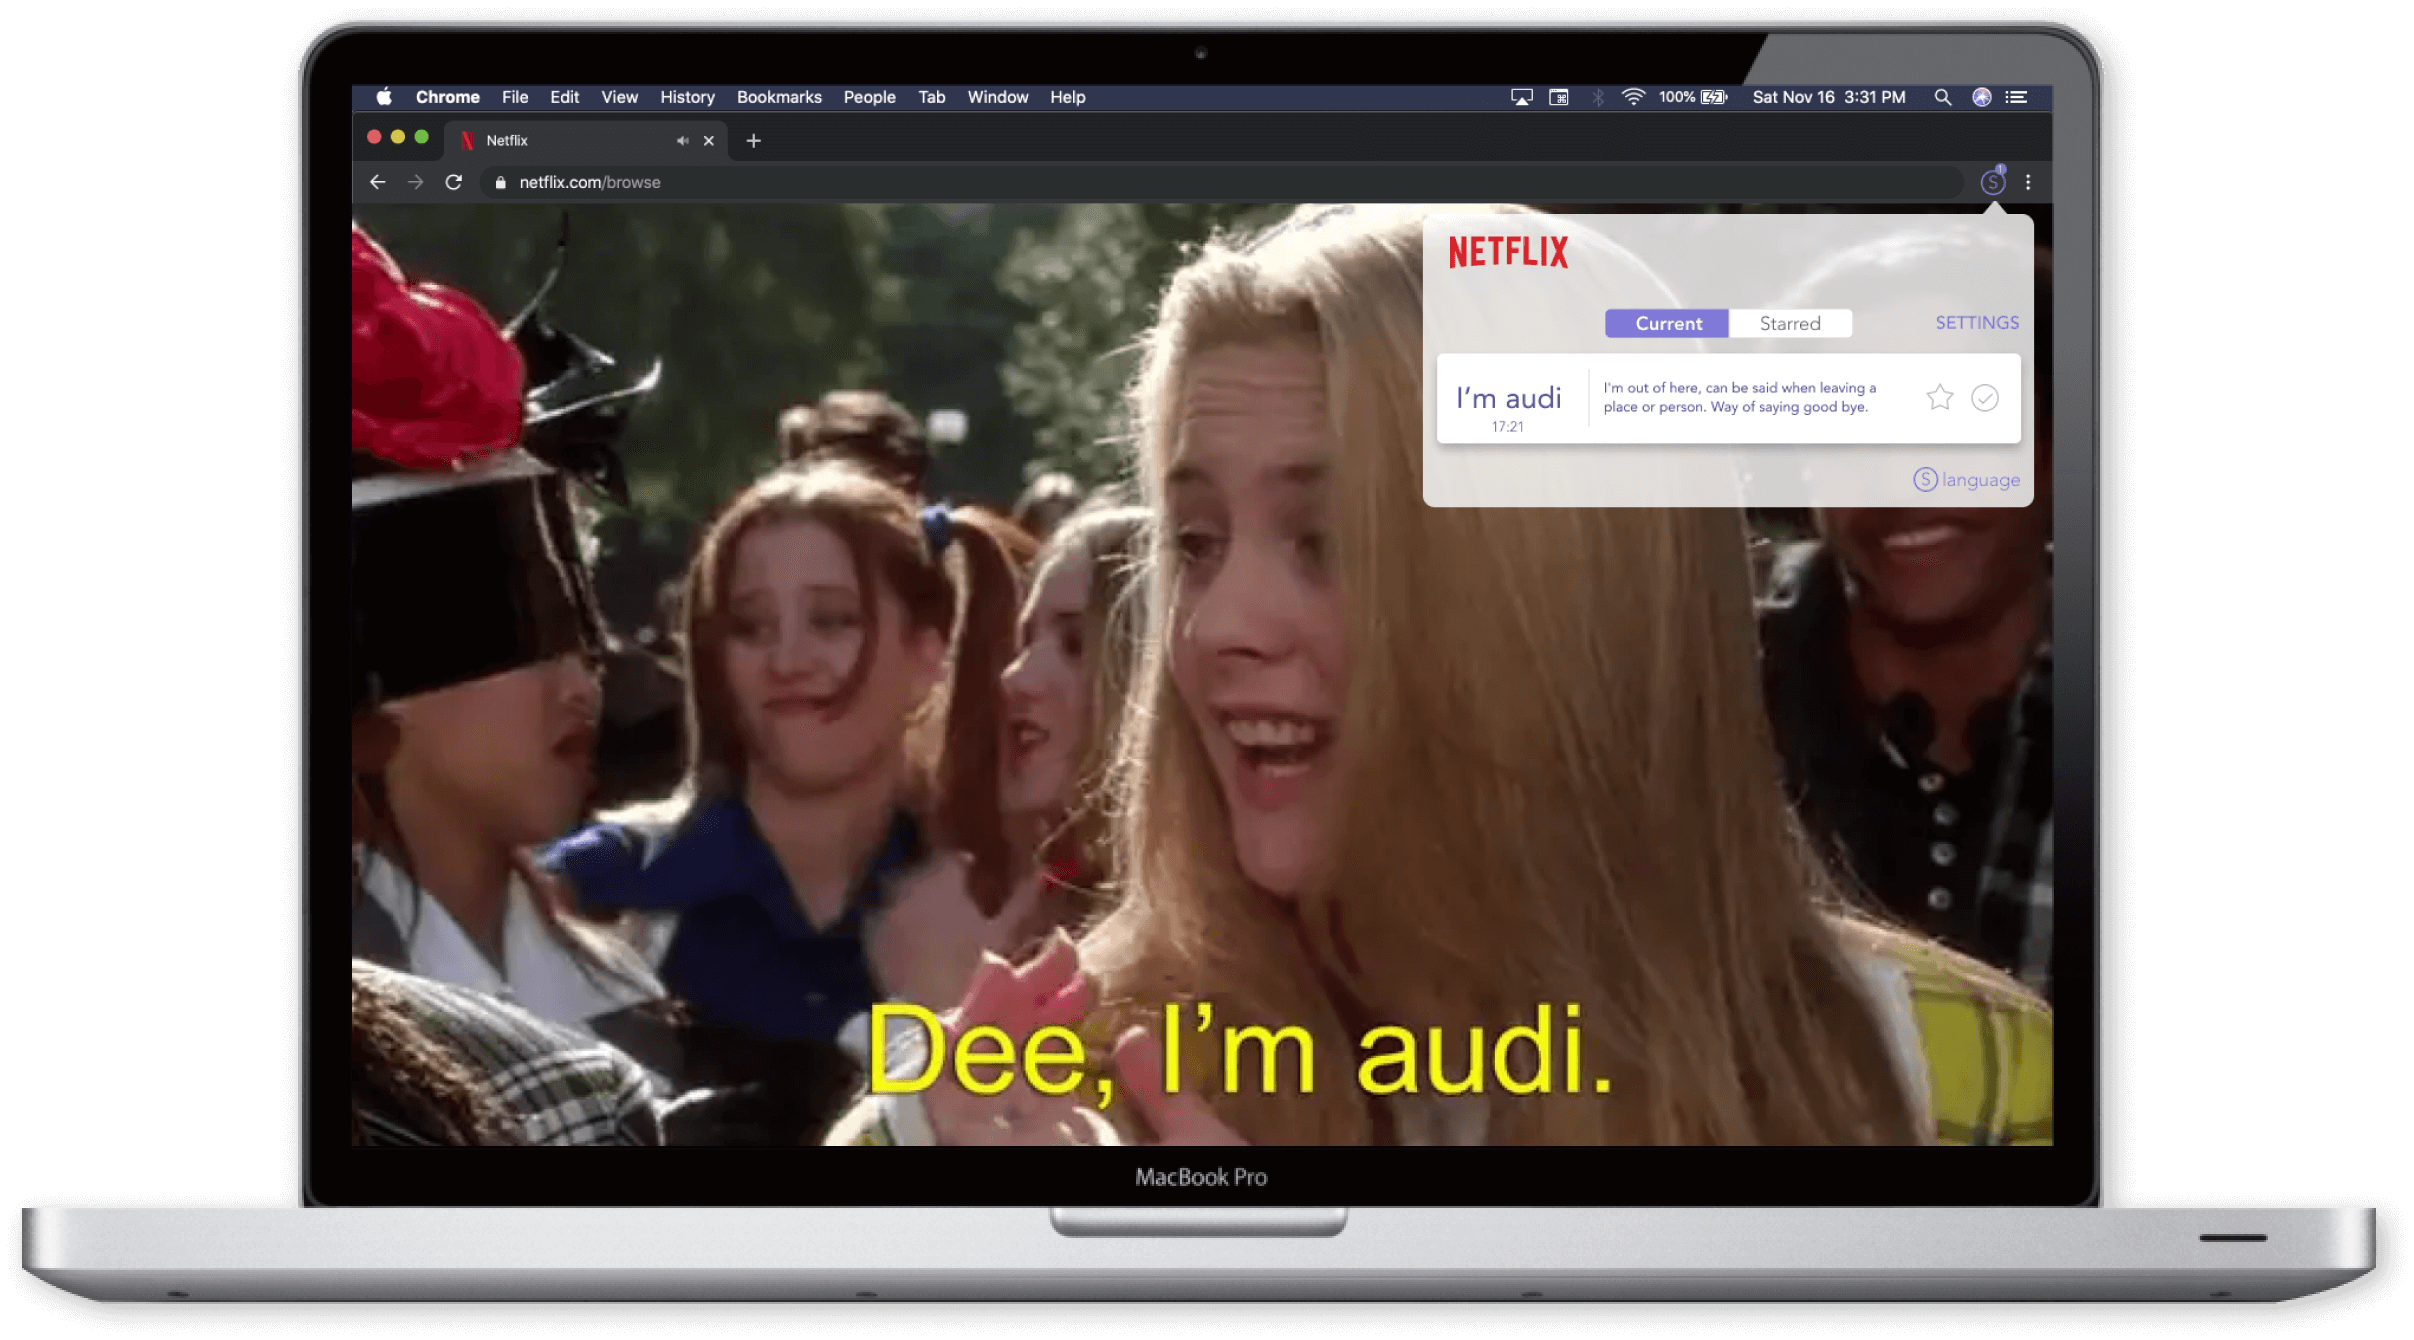 Chrome File Edit View History Bookmarks People Tab Window Help 100% Sat Nov 16 3:31 PM
Netflix
netflix.com/browse
S 1
NETFLIX
Current Starred SETTINGS
I'm audi
17:21
I'm out of here, can be said when leaving a
place or person. Way of saying good bye.
S language
Dee, I'm audi.
MacBook Pro